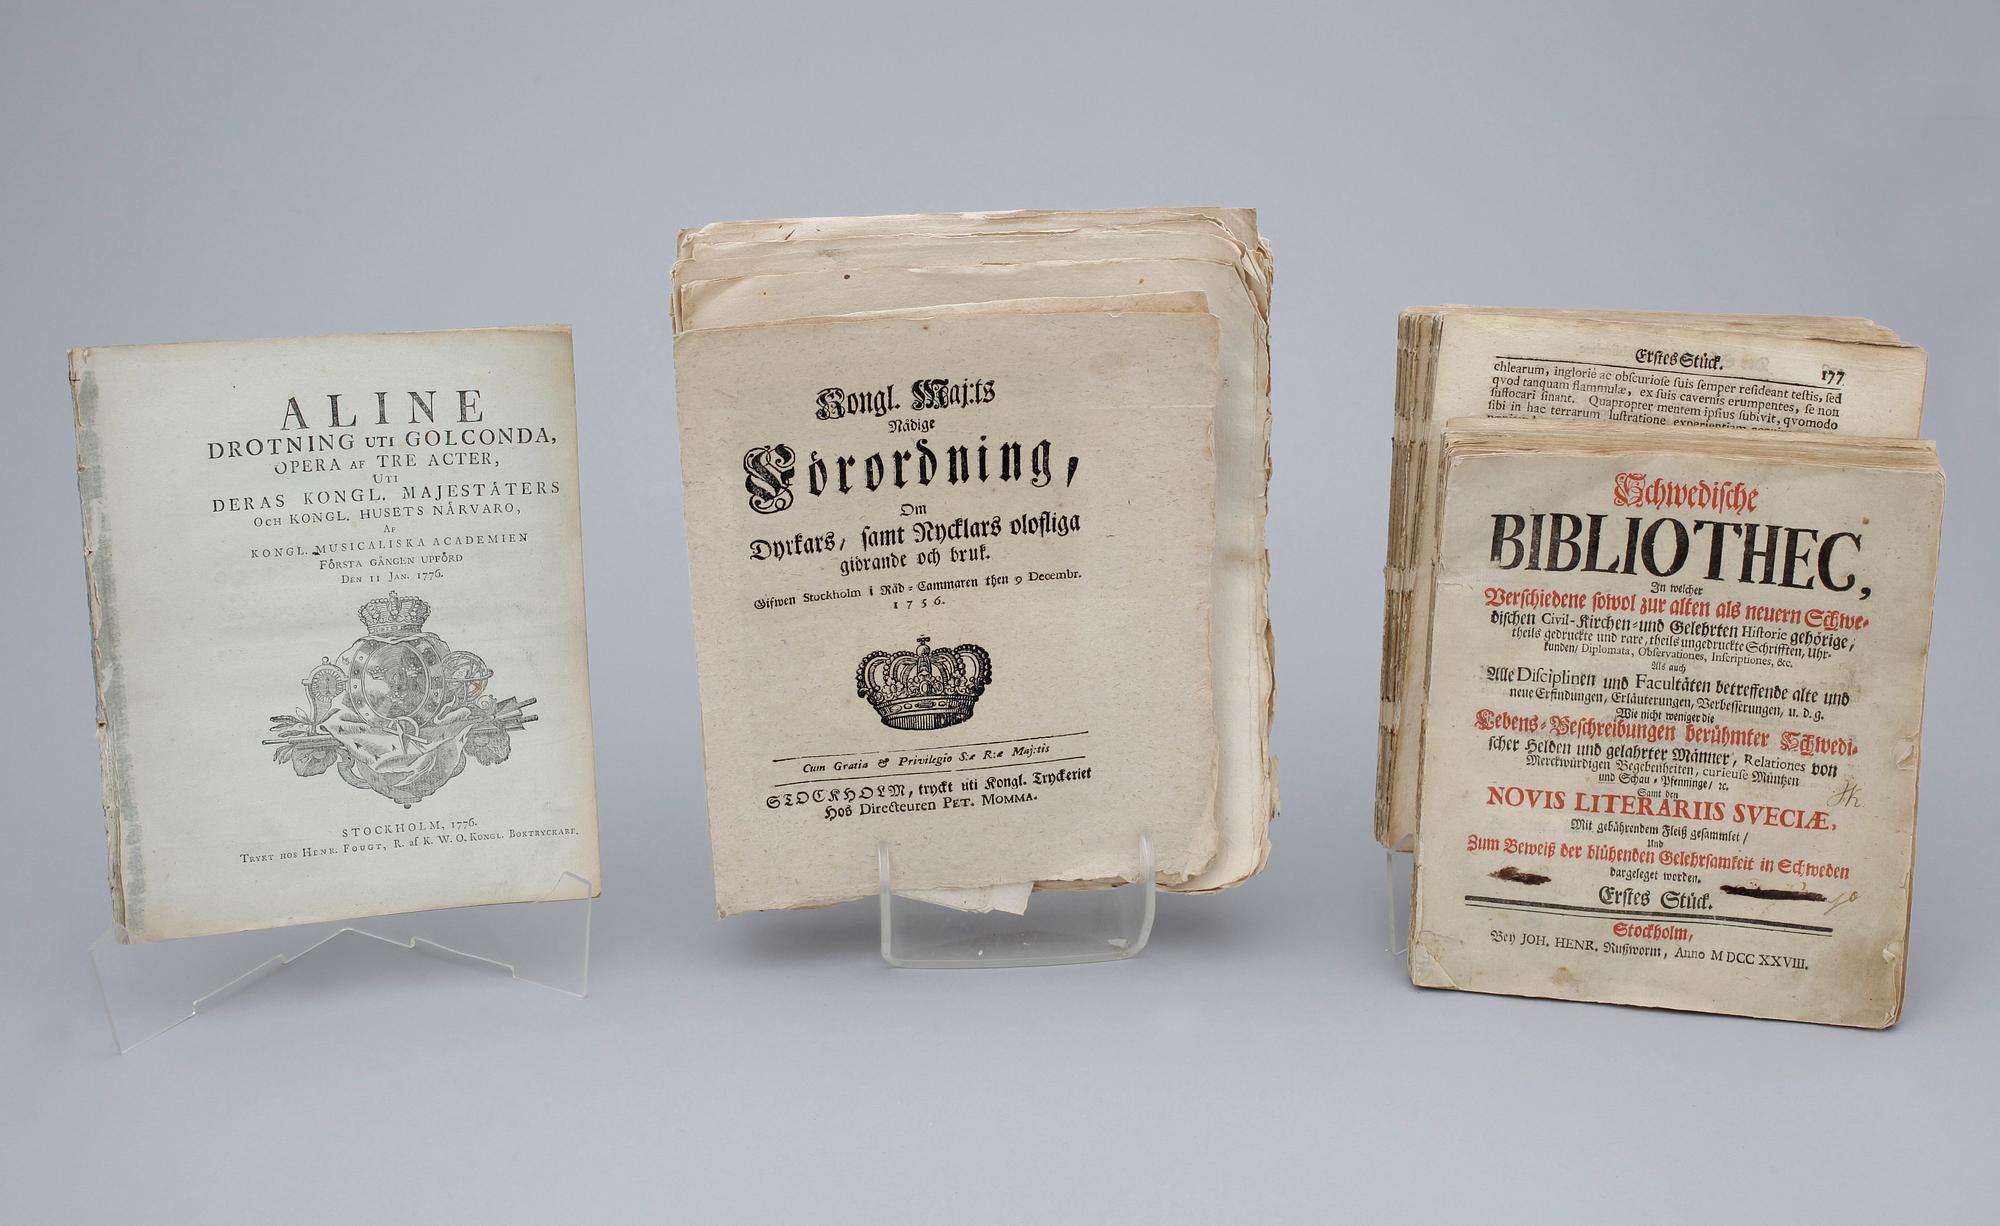 ALINE
DROTNING UTI GOLCONDA,
OPERA AF TRE ACTER,
UTI
DERAS KONGL. MAJESTÄTERS
OCH KONGL. HUSETS NÄRVARO,
AF
KONGL. MUSICALISKA ACADEMIEN
FÖRSTA GÅNGEN UPFÖRD
DEN 11 JAN. 1776.
STOCKHOLM, 1776.
TRYKT HOS HENR. FOUGT, R. af K. W. O. KONGL. BOKTRYCKARE.
Kongl. Maj:ts
Nådige
Förordning,
Om
Dyrkars, samt Nycklars olofliga
giörande och bruk.
Gifwen Stockholm i Råd-Cammaren then 9 Decembr.
1756.
Cum Gratia & Privilegio S:æ R:æ Maj:tis
STOCKHOLM, tryckt uti Kongl. Tryckeriet
Hos Directeuren PET. MOMMA.
Erstes Stück. 177
chlearum, inglorie ac obscuriose suis semper resideant testis, sed
qvod tanquam flammulæ, ex suis cavernis erumpentes, se non
suffocari sinant. Quapropter mentem ipsius subivit, qvomodo
sibi in hac terrarum lustratione experientiam
Schwedische
BIBLIOTHEC,
In welcher
Verschiedene sowol zur alten als neuern Schwe-
dischen Civil-Kirchen-und Gelehrten Historie gehörige,
theils gedruckte und rare, theils ungedruckte Schrifften, Uhr-
kunden/ Diplomata, Observationes, Inscriptiones, &c.
Als auch
Alle Disciplinen und Facultäten betreffende alte und
neue Erfindungen, Erläuterungen, Verbesserungen, u. d. g.
Wie nicht weniger die
Lebens-Beschreibungen berühmter Schwedi-
scher Helden und gelahrter Männer, Relationes von
Merckwürdigen Begebenheiten, curieuse Müntzen
und Schau-Pfenninge/ ꝛc.
Samt den
NOVIS LITERARIIS SVECIÆ,
Mit gebührendem Fleiß gesammlet/
Und
Zum Beweiß der blühenden Gelehrsamkeit in Schweden
dargeleget worden.
Erstes Stück.
Stockholm,
Bey JOH. HENR. Rußworm, Anno MDCC XXVIII.